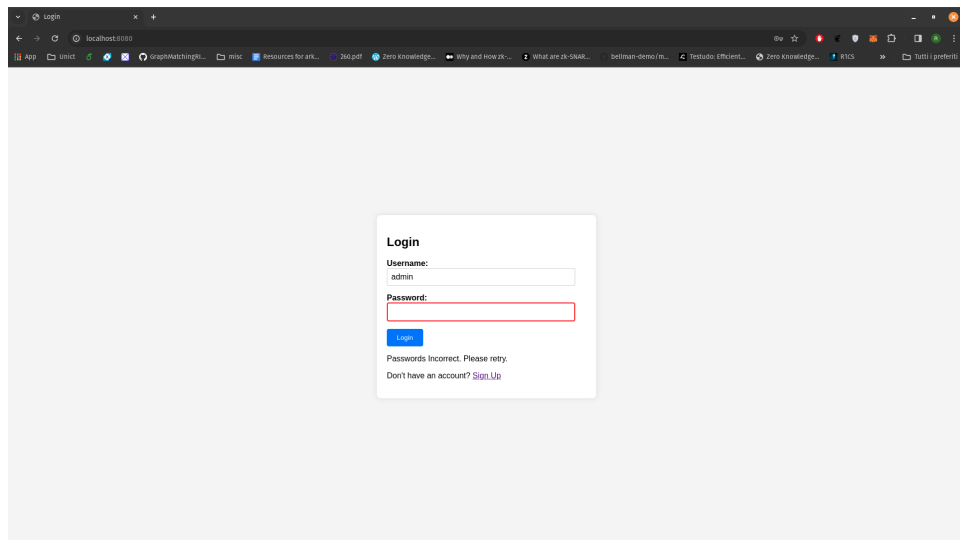 Login
localhost:8080
App
Unict
GraphMatchingRi...
misc
Resources for ark...
260.pdf
Zero Knowledge...
Why and How zk-...
What are zk-SNAR...
bellman-demo/m...
Testudo: Efficient...
Zero Knowledge...
R1CS
»
Tutti i preferiti
Login
Username:
admin
Password:
Login
Passwords Incorrect. Please retry.
Don't have an account? Sign Up